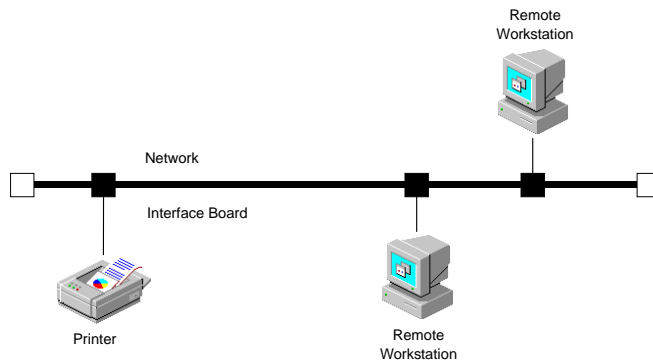 Remote
Workstation
Network
Interface Board
Printer
Remote
Workstation